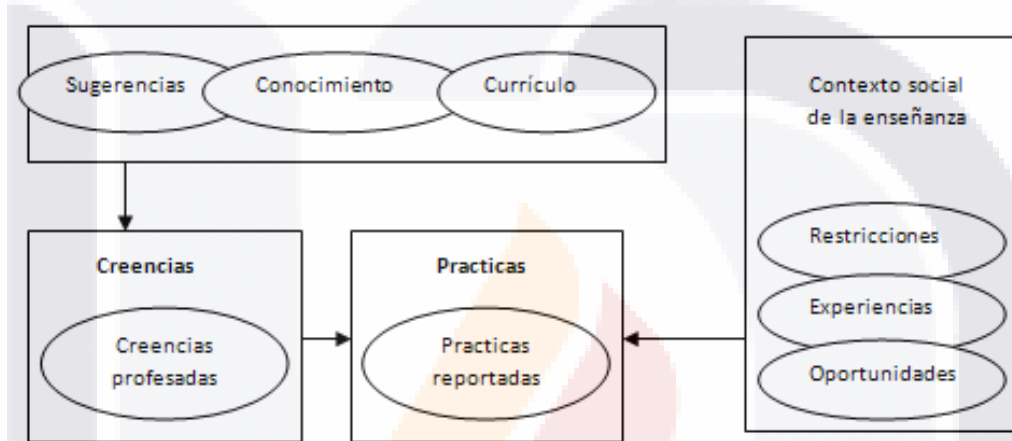 Sugerencias
Conocimiento
Currículo
Contexto social
de la enseñanza
Restricciones
Experiencias
Oportunidades
Creencias
Creencias
profesadas
Practicas
Practicas
reportadas